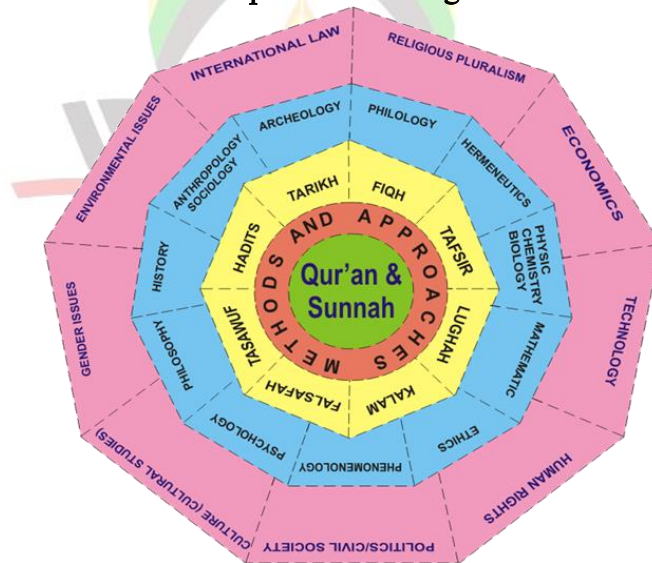 INTERNATIONAL LAW
RELIGIOUS PLURALISM
ECONOMICS
TECHNOLOGY
HUMAN RIGHTS
POLITICS/CIVIL SOCIETY
CULTURE (CULTURAL STUDIES)
GENDER ISSUES
ENVIRONMENTAL ISSUES
ARCHEOLOGY
PHILOLOGY
HERMENEUTICS
PHYSIC
CHEMISTRY
BIOLOGY
MATHEMATIC
ETHICS
PHENOMENOLOGY
PSYCHOLOGY
PHILOSOPHY
HISTORY
ANTHROPOLOGY
SOCIOLOGY
TARIKH
FIQH
TAFSIR
LUGHAH
KALAM
FALSAFAH
TASAWUF
HADITS
METHODS AND APPROACHES
Qur'an &
Sunnah